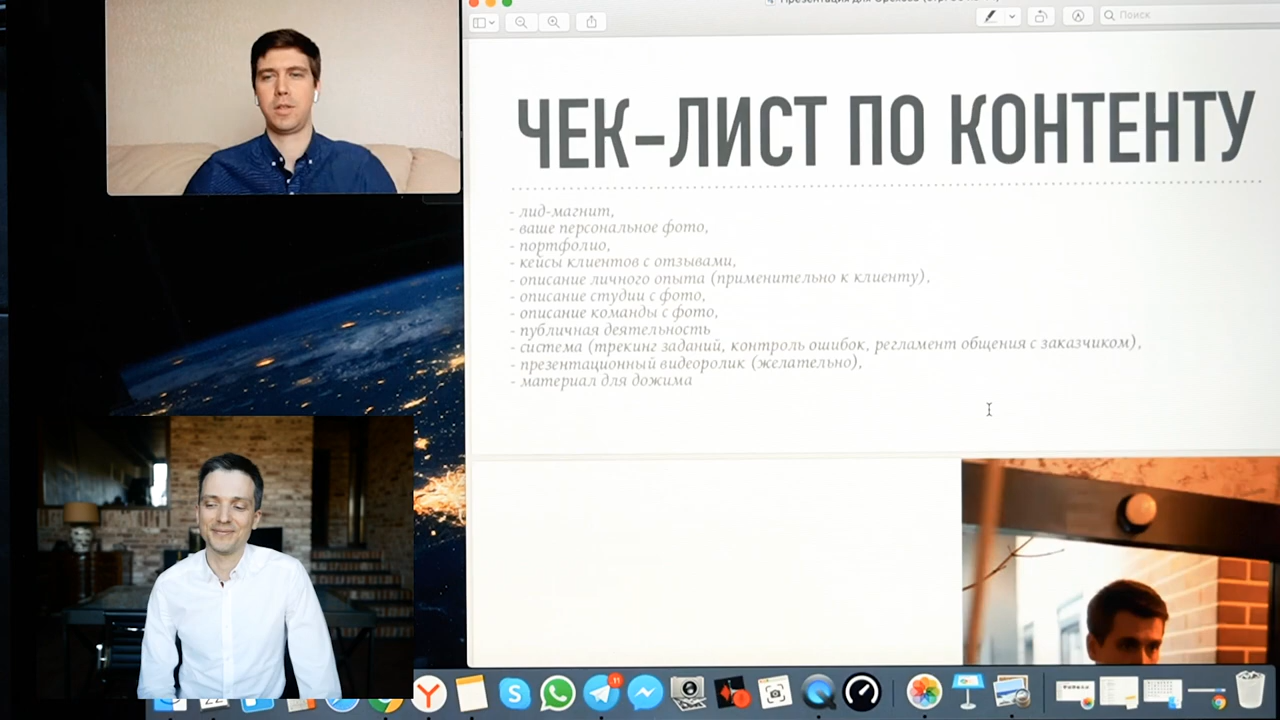 Поиск
ЧЕК-ЛИСТ ПО КОНТЕНТУ
- лид-магнит,
- ваше персональное фото,
- портфолио,
- кейсы клиентов с отзывами,
- описание личного опыта (применительно к клиенту),
- описание студии с фото,
- описание команды с фото,
- публичная деятельность
- система (трекинг заданий, контроль ошибок, регламент общения с заказчиком),
- презентационный видеоролик (желательно),
- материал для дожима
11